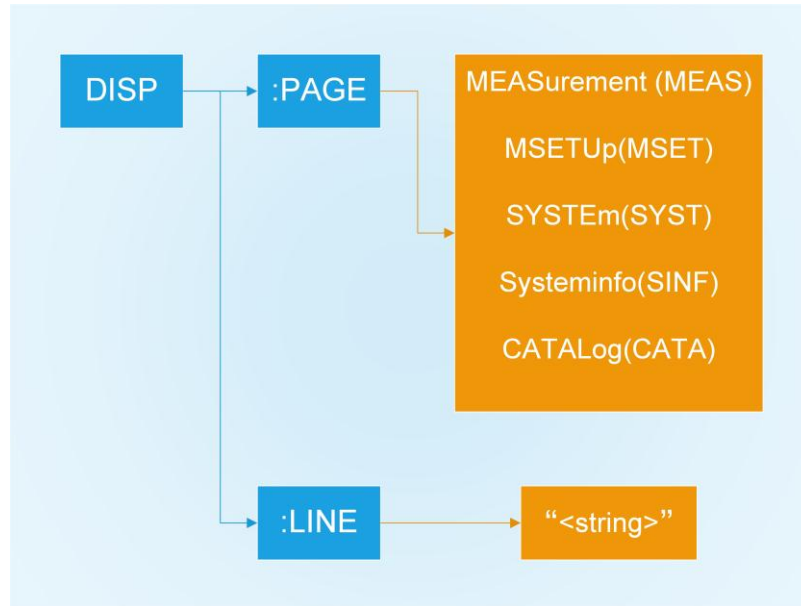 DISP
:PAGE
MEASurement (MEAS)
MSETUp(MSET)
SYSTEm(SYST)
Systeminfo(SINF)
CATALog(CATA)
:LINE
“<string>”